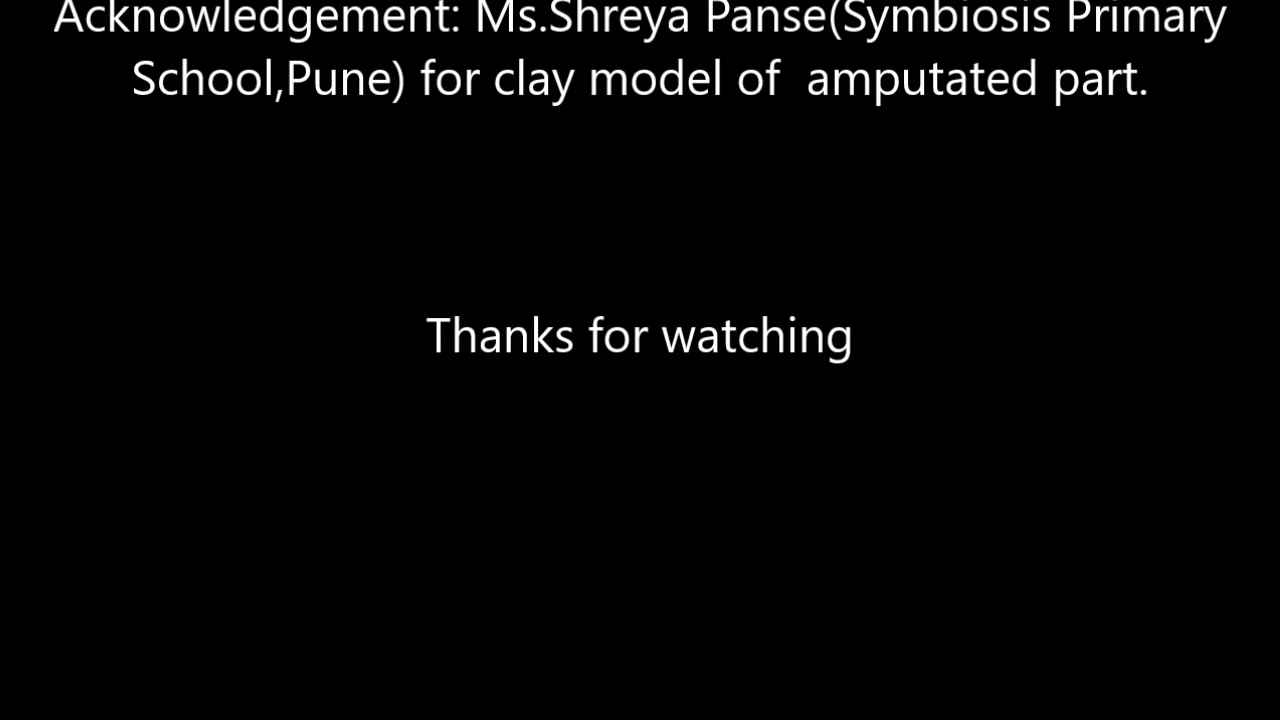 Acknowledgement: Ms.Shreya Panse(Symbiosis Primary
School,Pune) for clay model of  amputated part.
Thanks for watching